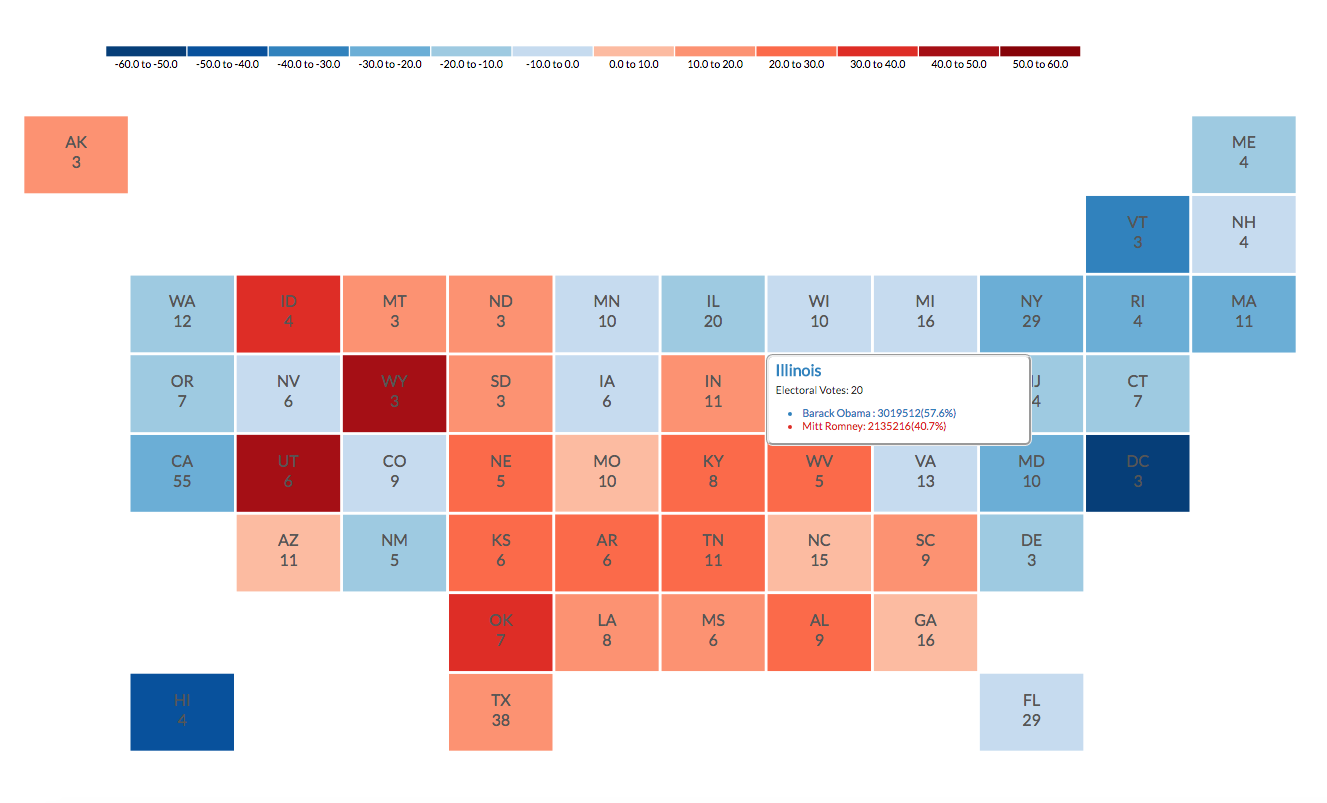 -60.0 to -50.0 -50.0 to -40.0 -40.0 to -30.0 -30.0 to -20.0 -20.0 to -10.0 -10.0 to 0.0 0.0 to 10.0 10.0 to 20.0 20.0 to 30.0 30.0 to 40.0 40.0 to 50.0 50.0 to 60.0
AK ME
3 4
VT NH
3 4
WA ID MT ND MN IL WI MI NY RI MA
12 4 3 3 10 20 10 16 29 4 11
Illinois
OR NV WY SD IA IN J CT
Electoral Votes: 20
7 6 3 3 6 11 4 7
Barack Obama : 3019512(57.6%)
Mitt Romney: 2135216(40.7%)
CA UT CO NE MO KY WV VA MD DC
55 6 9 5 10 8 5 13 10 3
AZ NM KS AR TN NC SC DE
11 5 6 6 11 15 9 3
OK LA MS AL GA
7 8 6 9 16
HI TX FL
4 38 29